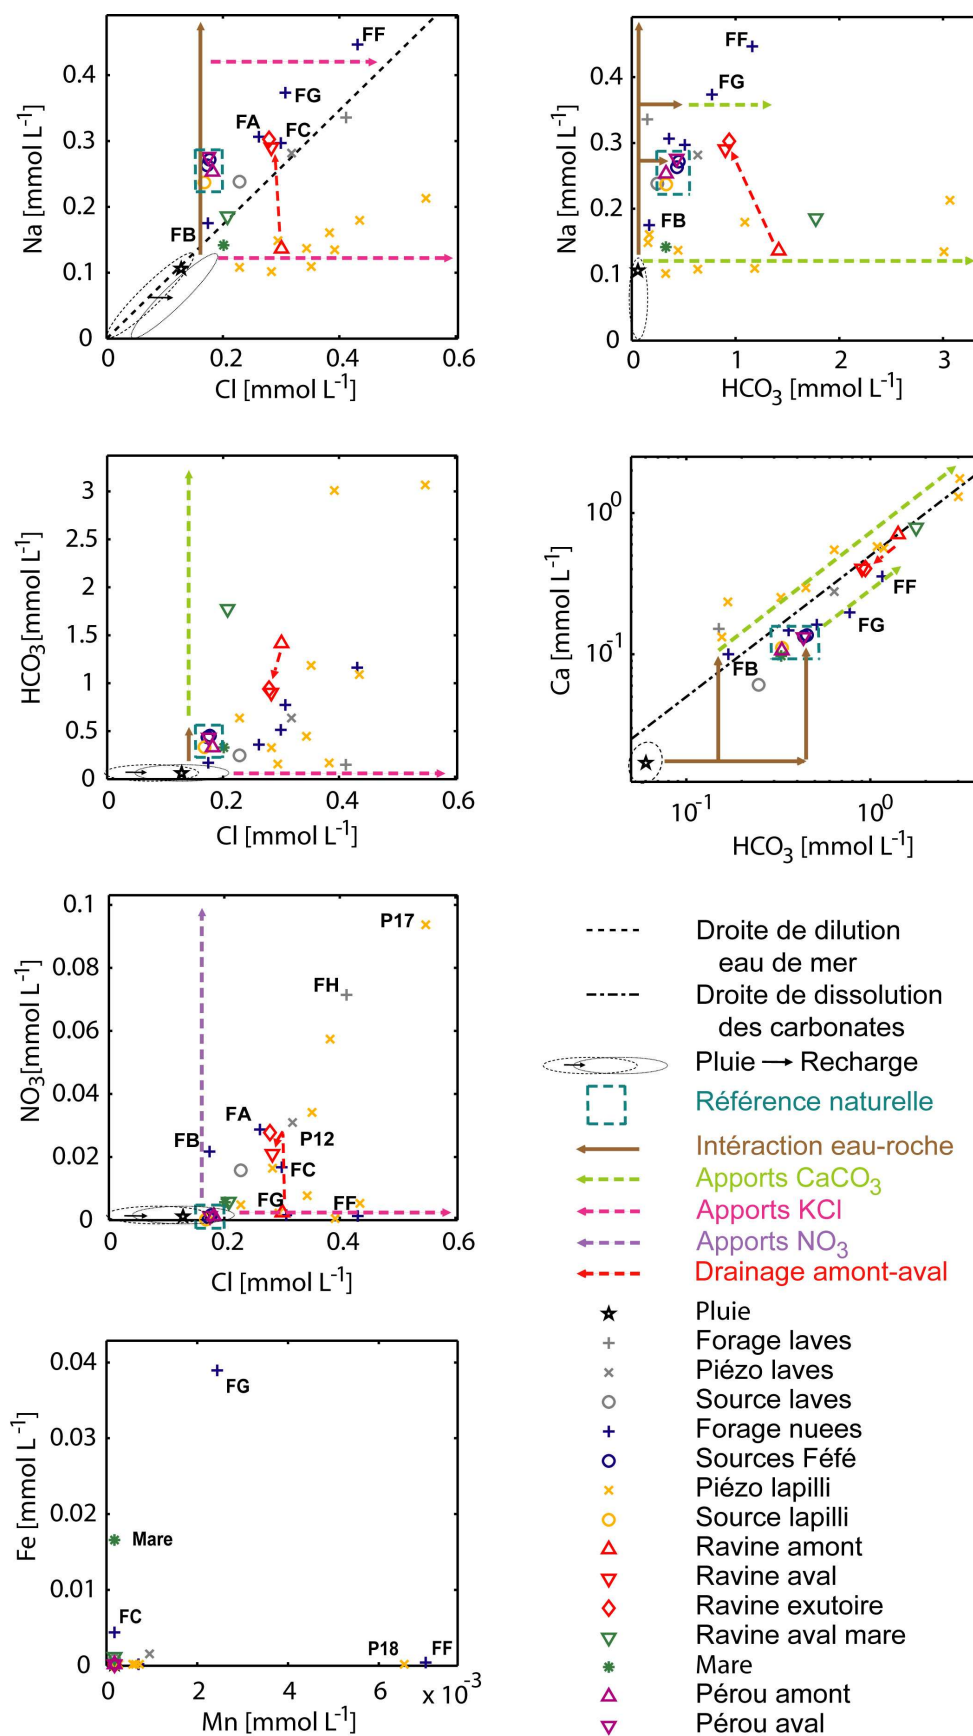 Na [mmol L-1]
0.4
0.3
0.2
0.1
0
FF
FG
FA
FC
FB
0
0.2
0.4
0.6
Cl [mmol L-1]
Na [mmol L-1]
0.4
0.3
0.2
0.1
0
FF
FG
FB
0
1
2
3
HCO3 [mmol L-1]
HCO3[mmol L-1]
3
2.5
2
1.5
1
0.5
0
0
0.2
0.4
0.6
Cl [mmol L-1]
Ca [mmol L-1]
10^0
10^-1
FF
FG
FB
10^-1
10^0
HCO3 [mmol L-1]
NO3[mmol L-1]
0.1
0.08
0.06
0.04
0.02
0
P17
FH
FA
P12
FB
FC
FG
FF
0
0.2
0.4
0.6
Cl [mmol L-1]
Fe [mmol L-1]
0.04
0.03
0.02
0.01
0
FG
Mare
FC
P18
FF
0
2
4
6
x 10^-3
Mn [mmol L-1]
Droite de dilution
eau de mer
Droite de dissolution
des carbonates
Pluie → Recharge
Référence naturelle
Intéraction eau-roche
Apports CaCO3
Apports KCl
Apports NO3
Drainage amont-aval
Pluie
Forage laves
Piézo laves
Source laves
Forage nuees
Sources Féfé
Piézo lapilli
Source lapilli
Ravine amont
Ravine aval
Ravine exutoire
Ravine aval mare
Mare
Pérou amont
Pérou aval